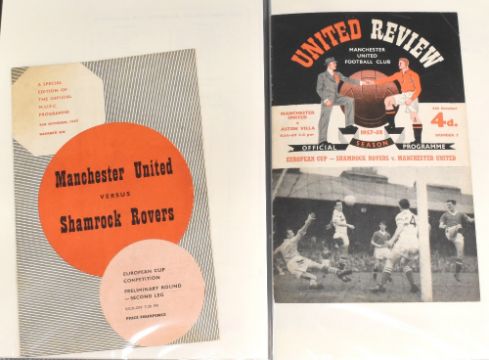 A SPECIAL
EDITION OF
THE OFFICIAL
M.U.F.C.
PROGRAMME
Manchester United
VERSUS
Shamrock Rovers
EUROPEAN CUP
COMPETITION
PRELIMINARY ROUND
— SECOND LEG
PRICE FOURPENCE
UNITED REVIEW
MANCHESTER
UNITED
FOOTBALL CLUB
MANCHESTER
UNITED
v
ASTON VILLA
4d.
1957-58
OFFICIAL SEASON PROGRAMME
EUROPEAN CUP — SHAMROCK ROVERS v. MANCHESTER UNITED